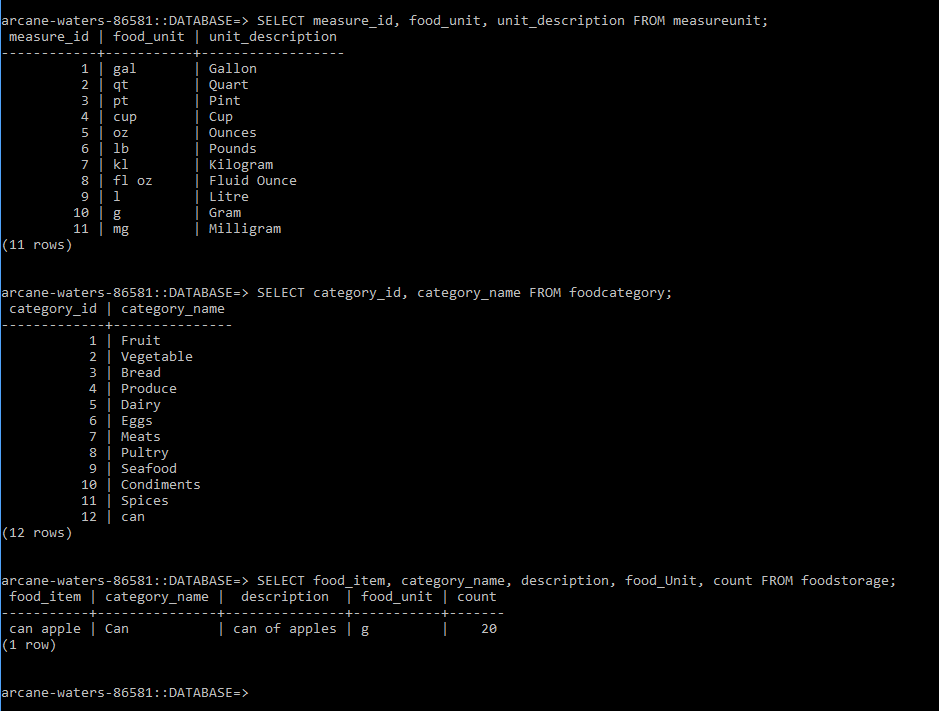 arcane-waters-86581::DATABASE=> SELECT measure_id, food_unit, unit_description FROM measureunit;
 measure_id | food_unit | unit_description
------------+-----------+------------------
          1 | gal       | Gallon
          2 | qt        | Quart
          3 | pt        | Pint
          4 | cup       | Cup
          5 | oz        | Ounces
          6 | lb        | Pounds
          7 | kl        | Kilogram
          8 | fl oz     | Fluid Ounce
          9 | l         | Litre
         10 | g         | Gram
         11 | mg        | Milligram
(11 rows)

arcane-waters-86581::DATABASE=> SELECT category_id, category_name FROM foodcategory;
 category_id | category_name
-------------+---------------
           1 | Fruit
           2 | Vegetable
           3 | Bread
           4 | Produce
           5 | Dairy
           6 | Eggs
           7 | Meats
           8 | Pultry
           9 | Seafood
          10 | Condiments
          11 | Spices
          12 | can
(12 rows)

arcane-waters-86581::DATABASE=> SELECT food_item, category_name, description, food_Unit, count FROM foodstorage;
 food_item | category_name |  description  | food_unit | count
-----------+---------------+---------------+-----------+-------
 can apple | Can           | can of apples | g         |    20
(1 row)

arcane-waters-86581::DATABASE=>